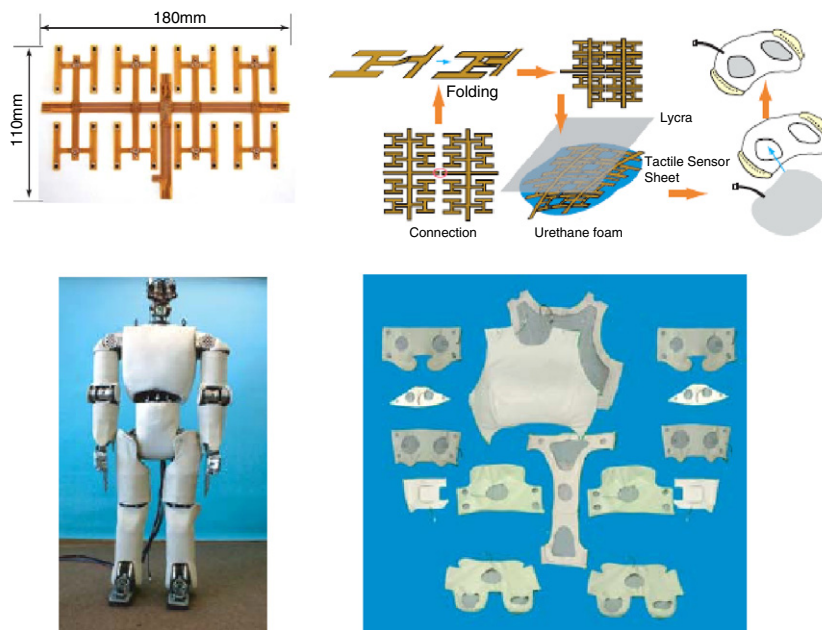 180mm
110mm
Folding
Lycra
Tactile Sensor
Sheet
Connection
Urethane foam